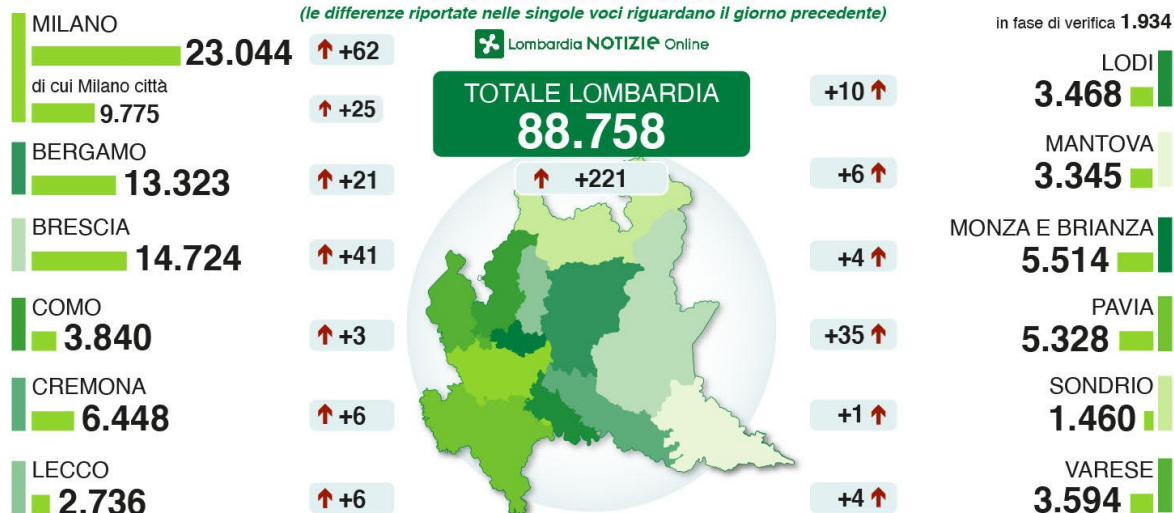 (le differenze riportate nelle singole voci riguardano il giorno precedente)
in fase di verifica 1.934
Lombardia NOTIZIE Online
TOTALE LOMBARDIA
88.758
+221
MILANO
23.044 +62
di cui Milano città
9.775 +25
BERGAMO
13.323 +21
BRESCIA
14.724 +41
COMO
3.840 +3
CREMONA
6.448 +6
LECCO
2.736 +6
LODI
+10 3.468
MANTOVA
+6 3.345
MONZA E BRIANZA
+4 5.514
PAVIA
+35 5.328
SONDRIO
+1 1.460
VARESE
+4 3.594